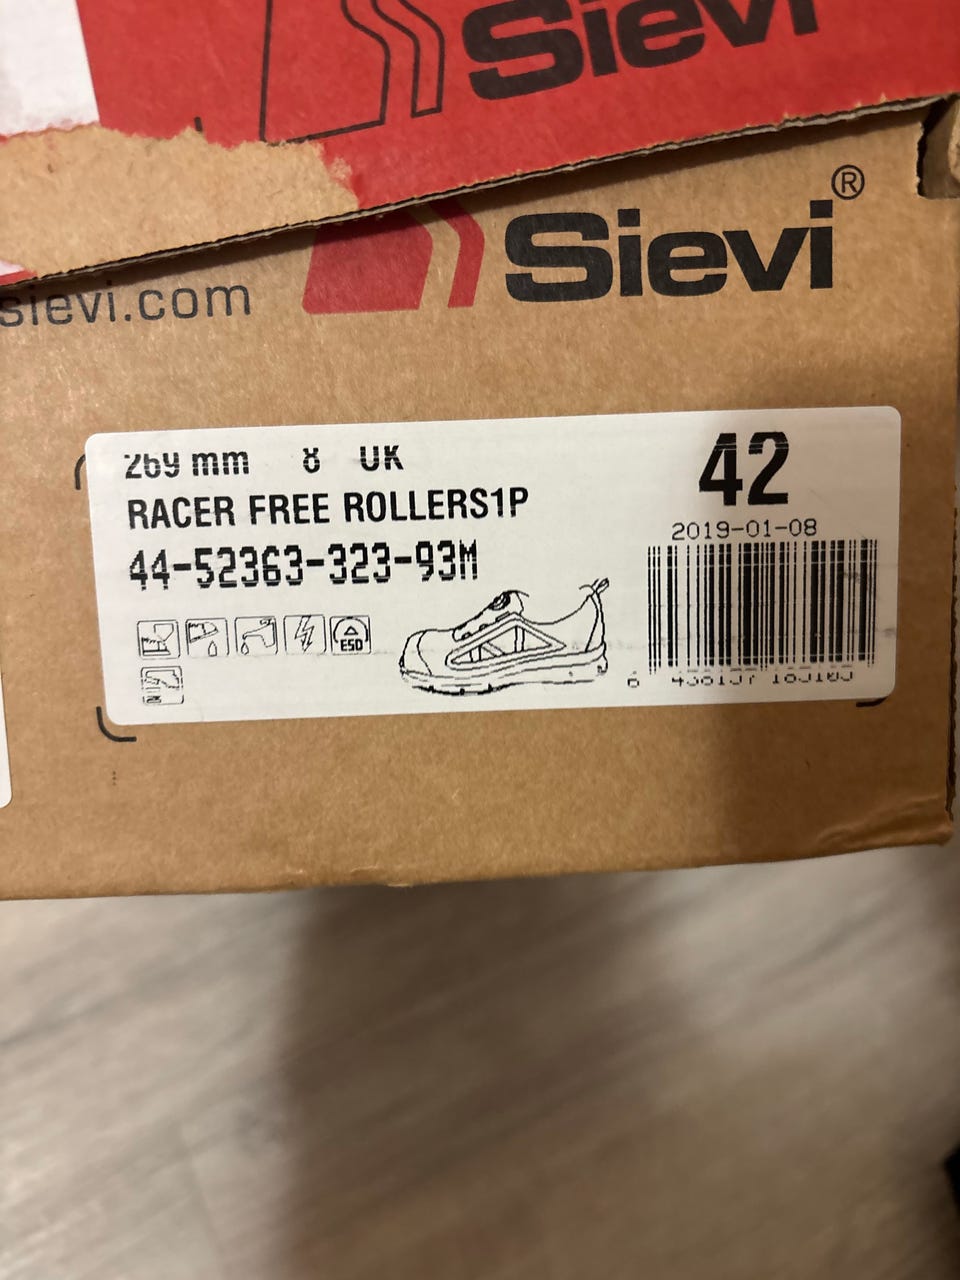 Sievi
Sievi®
sievi.com
269 mm 8 UK
42
RACER FREE ROLLERS1P
2019-01-08
44-52363-323-93M
ESD